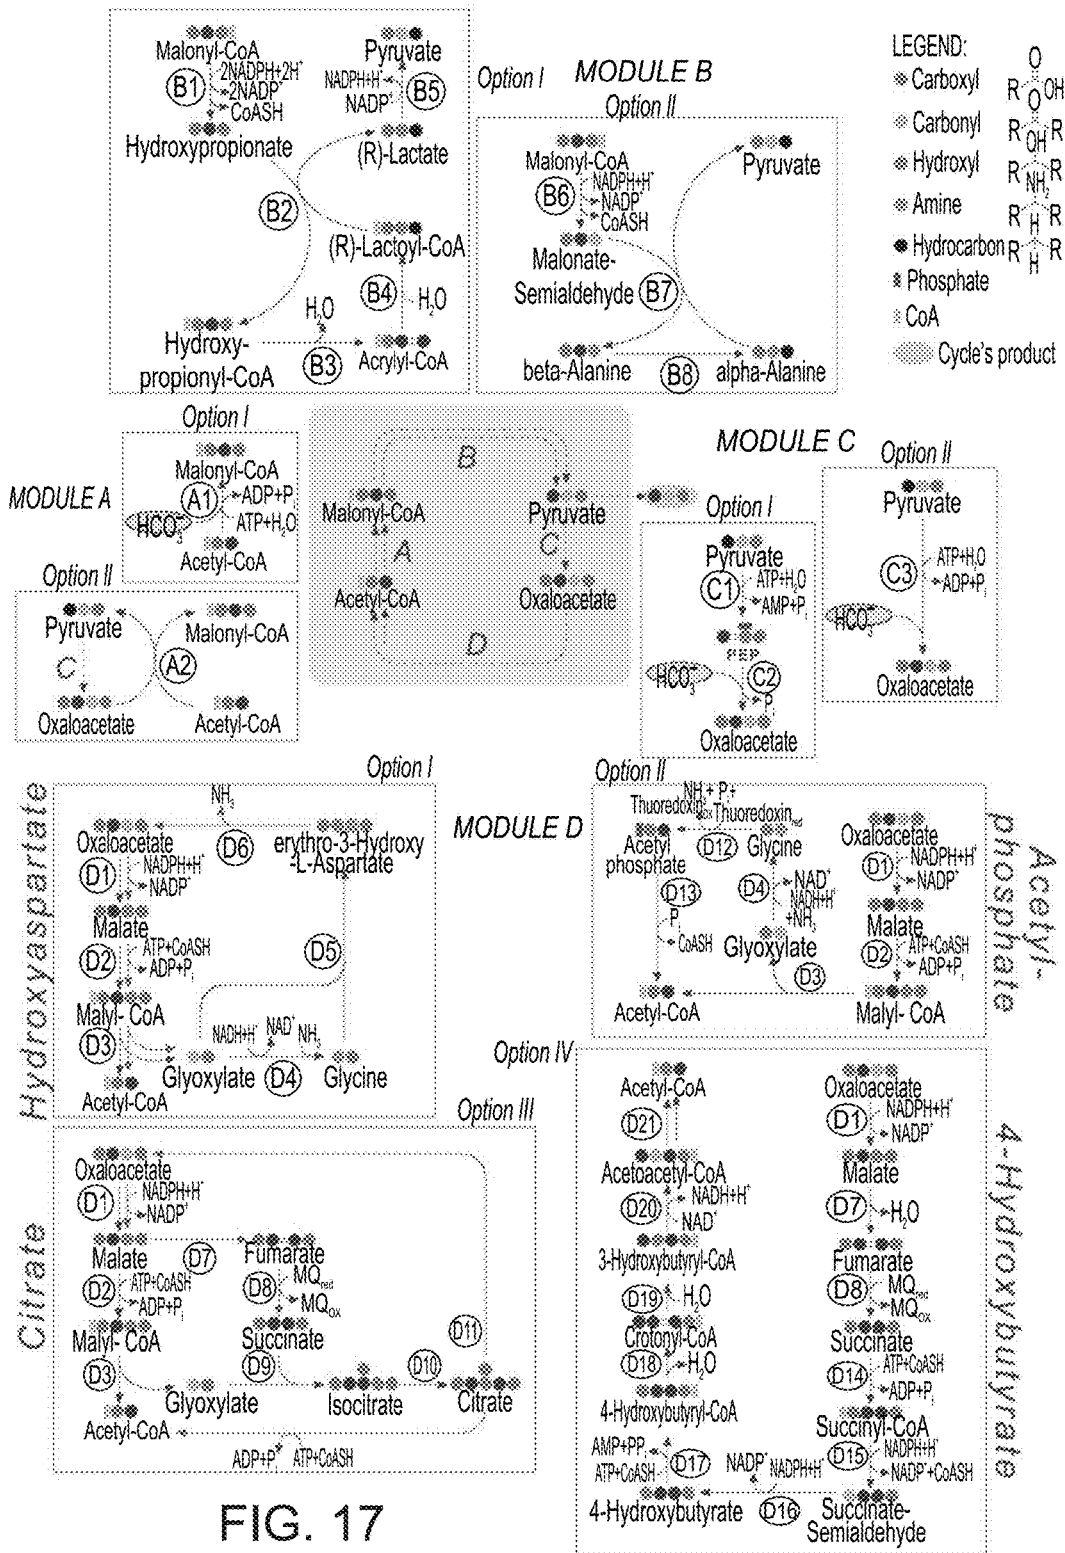 Malonyl-CoA
2NADPH+2H⁺
2NADP⁺
CoASH
B1
Hydroxypropionate
B2
Hydroxy-
propionyl-CoA
H₂O
B3
Acrylyl-CoA
B4
H₂O
(R)-Lactoyl-CoA
(R)-Lactate
NADPH+H⁺
NADP⁺
B5
Pyruvate
Option I
MODULE B
Option II
Malonyl-CoA
B6
NADPH+H⁺
NADP⁺
CoASH
Malonate-
Semialdehyde
B7
Pyruvate
beta-Alanine
B8
alpha-Alanine
LEGEND:
Carboxyl
Carbonyl
Hydroxyl
Amine
Hydrocarbon
Phosphate
CoA
Cycle's product
O
R OH
O
R R
OH
R R
NH₂
R R
H
R R
H
MODULE A
Option I
Malonyl-CoA
A1
ADP+Pᵢ
HCO₃⁻
ATP+H₂O
Acetyl-CoA
Option II
Pyruvate
Malonyl-CoA
C
A2
Oxaloacetate
Acetyl-CoA
B
Malonyl-CoA
Pyruvate
A
C
Acetyl-CoA
Oxaloacetate
D
MODULE C
Option I
Pyruvate
C1
ATP+H₂O
AMP+Pᵢ
PEP
HCO₃⁻
C2
Pᵢ
Oxaloacetate
Option II
Pyruvate
C3
ATP+H₂O
ADP+Pᵢ
HCO₃⁻
Oxaloacetate
MODULE D
Option I
Hydroxyaspartate
NH₃
Oxaloacetate
D6
erythro-3-Hydroxy
-L-Aspartate
D1
NADPH+H⁺
NADP⁺
Malate
D2
ATP+CoASH
ADP+Pᵢ
D5
Malyl- CoA
D3
NADH+H⁺
NAD⁺
NH₃
Glyoxylate
D4
Glycine
Acetyl-CoA
Option II
Acetyl-
phosphate
NH₃+ Pᵢ+
Thuoredoxinₒₓ
Thuoredoxin_red
Acetyl
phosphate
D12
Glycine
Oxaloacetate
D13
D4
NAD⁺
NADH+H⁺
+NH₃
D1
NADPH+H⁺
NADP⁺
Pᵢ
CoASH
Glyoxylate
Malate
D3
D2
ATP+CoASH
ADP+Pᵢ
Acetyl-CoA
Malyl- CoA
Option III
Citrate
Oxaloacetate
D1
NADPH+H⁺
NADP⁺
Malate
D7
Fumarate
D2
ATP+CoASH
ADP+Pᵢ
D8
MQ_red
MQₒₓ
Malyl- CoA
Succinate
D3
D9
D10
D11
Glyoxylate
Isocitrate
Citrate
Acetyl-CoA
ADP+Pᵢ
ATP+CoASH
Option IV
4-Hydroxybutyrate
Acetyl-CoA
Oxaloacetate
D21
D1
NADPH+H⁺
NADP⁺
Acetoacetyl-CoA
Malate
D20
NADH+H⁺
NAD⁺
D7
H₂O
3-Hydroxybutyryl-CoA
Fumarate
D19
H₂O
D8
MQ_red
MQₒₓ
Crotonyl-CoA
Succinate
D18
H₂O
D14
ATP+CoASH
ADP+Pᵢ
4-Hydroxybutyryl-CoA
Succinyl-CoA
AMP+PPᵢ
ATP+CoASH
D17
NADP⁺
NADPH+H⁺
D15
NADPH+H⁺
NADP⁺+CoASH
4-Hydroxybutyrate
D16
Succinate-
Semialdehyde
FIG. 17